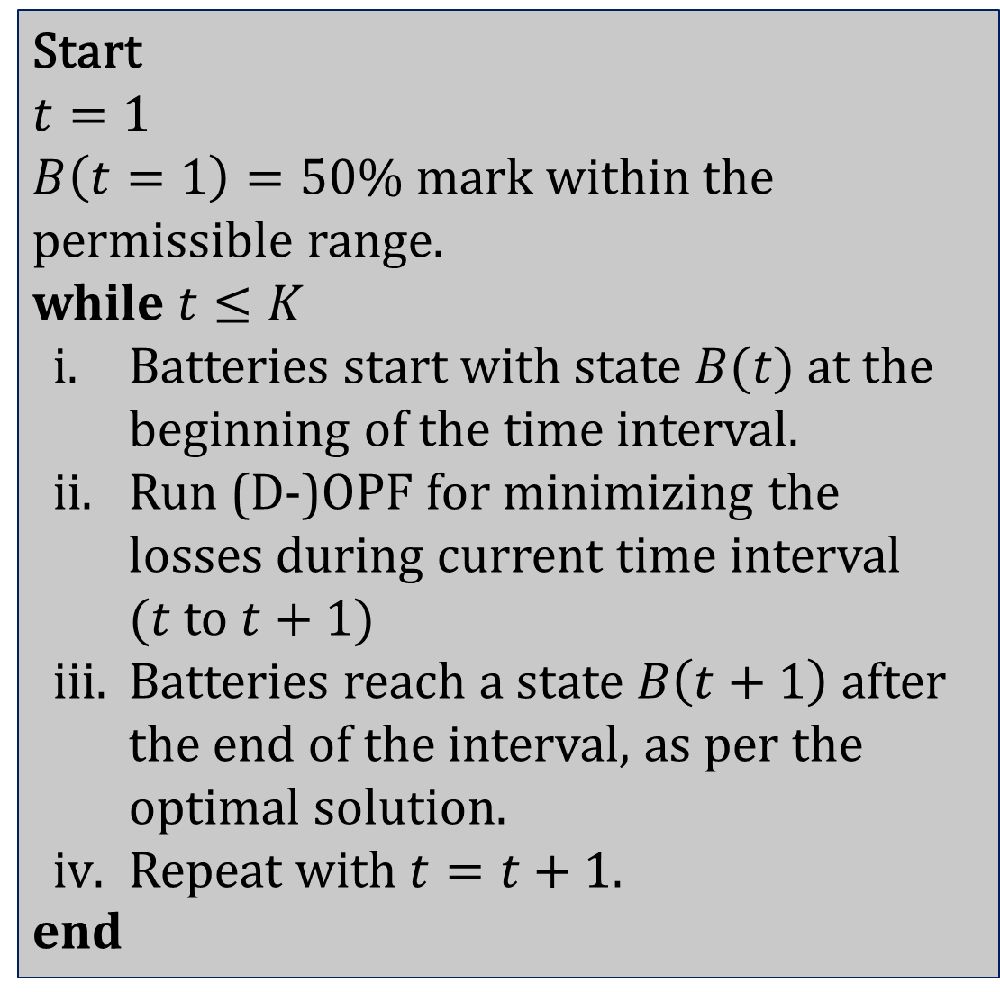 Start
t = 1
B(t = 1) = 50% mark within the
permissible range.
while t ≤ K
i. Batteries start with state B(t) at the
beginning of the time interval.
ii. Run (D-)OPF for minimizing the
losses during current time interval
(t to t + 1)
iii. Batteries reach a state B(t + 1) after
the end of the interval, as per the
optimal solution.
iv. Repeat with t = t + 1.
end